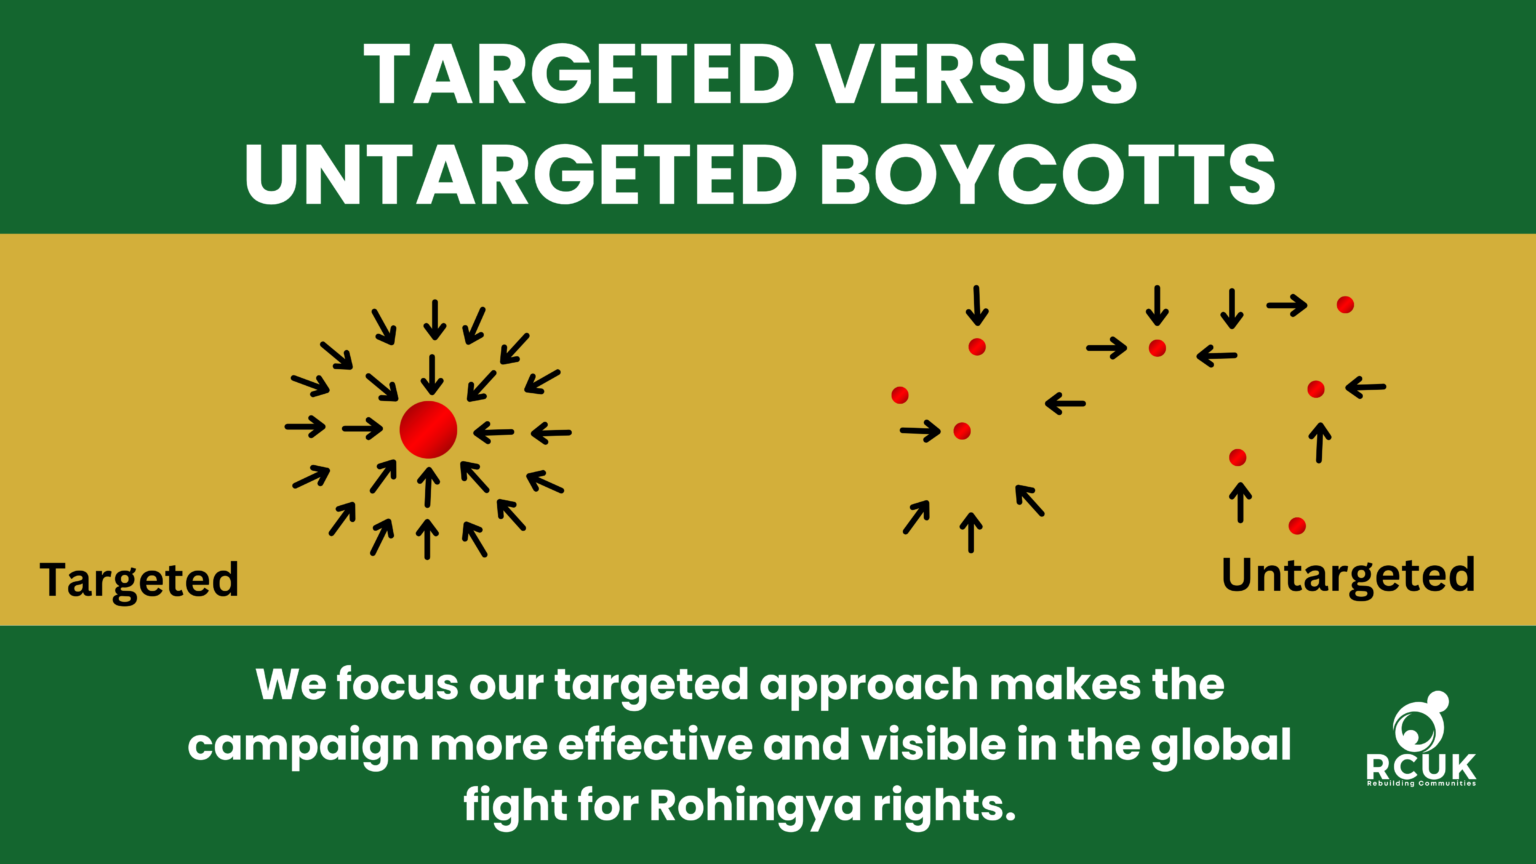 TARGETED VERSUS
UNTARGETED BOYCOTTS
Targeted
Untargeted
We focus our targeted approach makes the
campaign more effective and visible in the global
fight for Rohingya rights.
RCUK
Rebuilding Communities